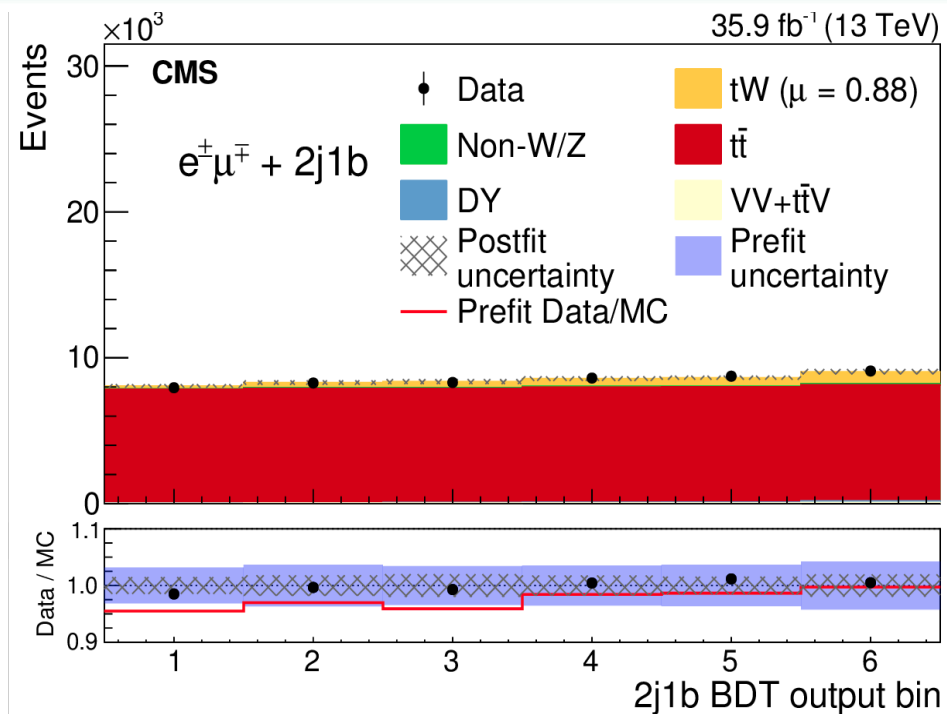 ×10³
35.9 fb⁻¹ (13 TeV)
Events
30
20
10
0
CMS
e±μ∓ + 2j1b
Data
tW (μ = 0.88)
Non-W/Z
tt̄
DY
VV+tt̄V
Postfit
uncertainty
Prefit
uncertainty
Prefit Data/MC
Data / MC
1.1
1.0
0.9
1 2 3 4 5 6
2j1b BDT output bin